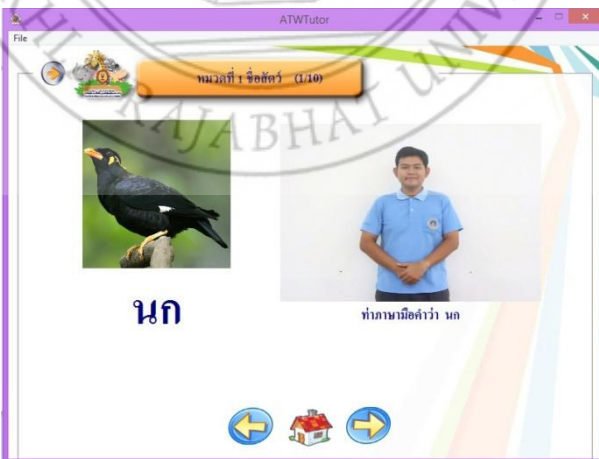 ATWTutor
File
หมวดที่ 1 ชื่อสัตว์ (1/10)
RAJABHAT
นก
ท่าภาษามือคำว่า นก